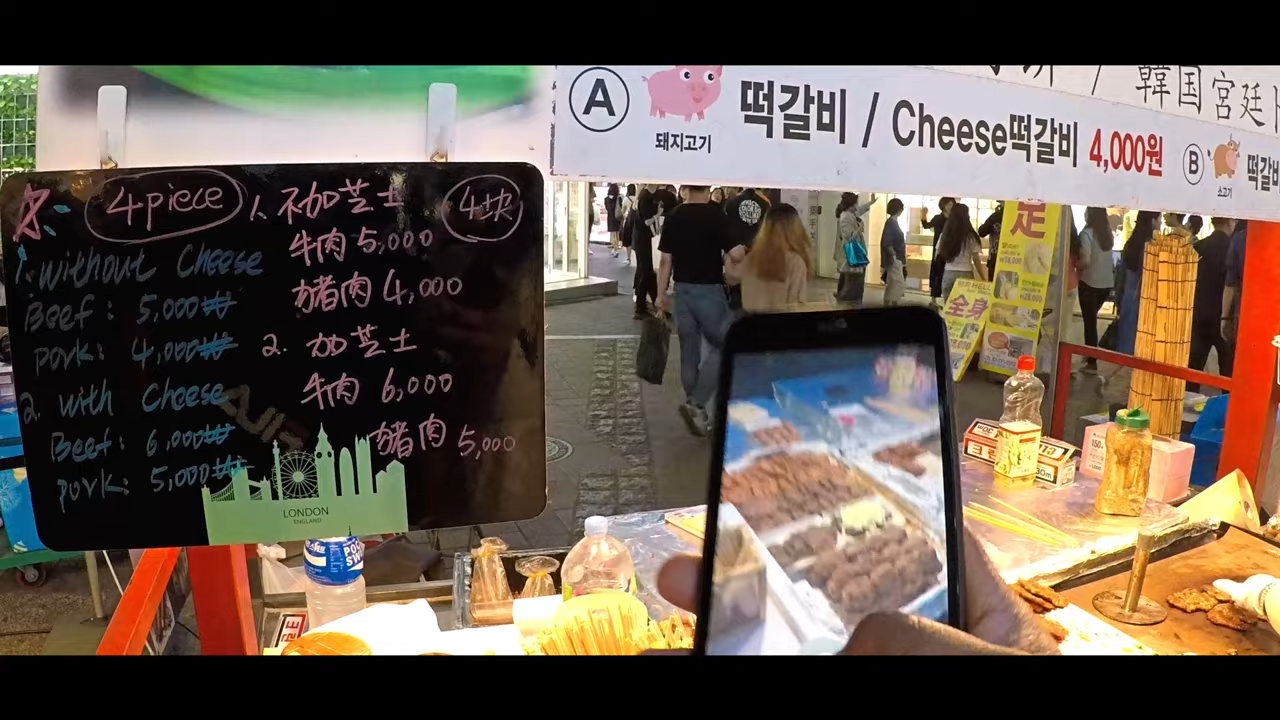 4 piece
1. without Cheese
Beef: 5,000₩
pork: 4,000₩
2. with Cheese
Beef: 6,000₩
pork: 5,000₩
1. 不加芝士
4块
牛肉 5,000
猪肉 4,000
2. 加芝士
牛肉 6,000
猪肉 5,000
LONDON
ENGLAND
A
돼지고기
떡갈비 / Cheese떡갈비 4,000원
/ 韓国宮廷
B
소고기
떡갈비
足
全身